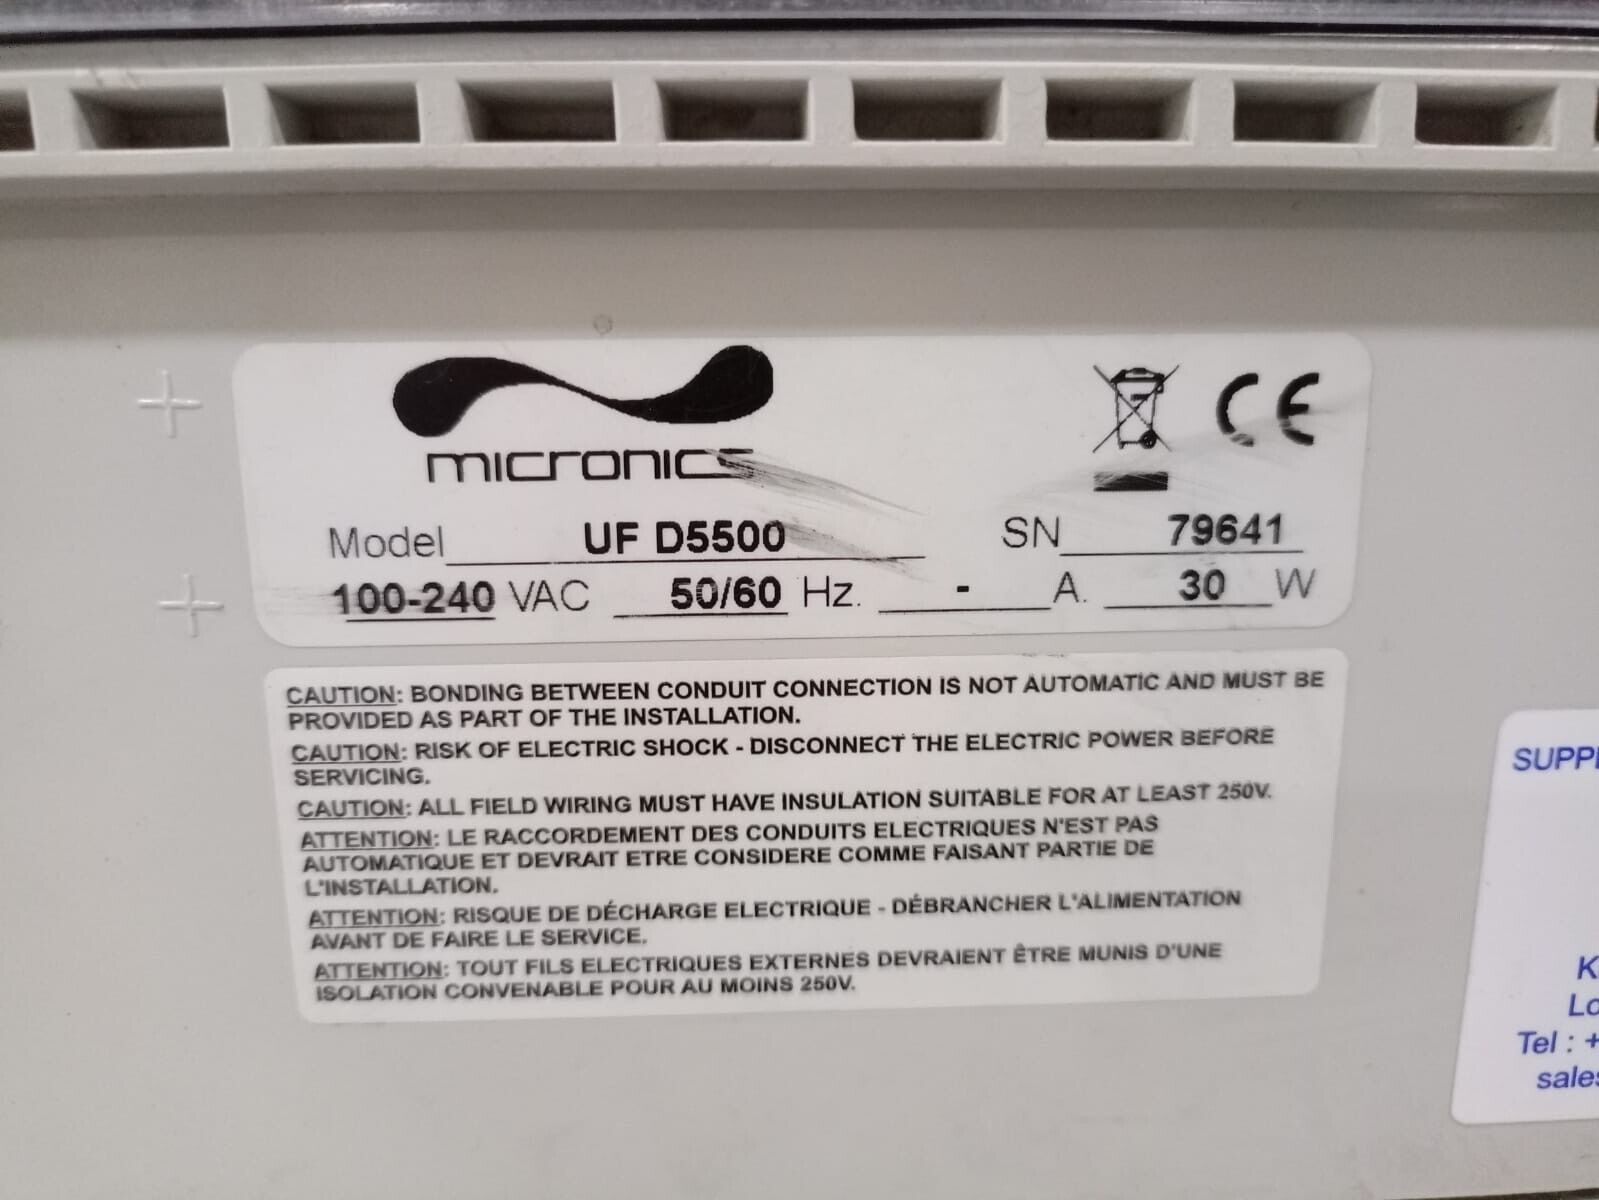 micronics
CE
Model UF D5500 SN 79641
100-240 VAC 50/60 Hz. - A. 30 W
CAUTION: BONDING BETWEEN CONDUIT CONNECTION IS NOT AUTOMATIC AND MUST BE
PROVIDED AS PART OF THE INSTALLATION.
CAUTION: RISK OF ELECTRIC SHOCK - DISCONNECT THE ELECTRIC POWER BEFORE
SERVICING.
CAUTION: ALL FIELD WIRING MUST HAVE INSULATION SUITABLE FOR AT LEAST 250V.
ATTENTION: LE RACCORDEMENT DES CONDUITS ELECTRIQUES N'EST PAS
AUTOMATIQUE ET DEVRAIT ETRE CONSIDERE COMME FAISANT PARTIE DE
L'INSTALLATION.
ATTENTION: RISQUE DE DÉCHARGE ELECTRIQUE - DÉBRANCHER L'ALIMENTATION
AVANT DE FAIRE LE SERVICE.
ATTENTION: TOUT FILS ELECTRIQUES EXTERNES DEVRAIENT ÊTRE MUNIS D'UNE
ISOLATION CONVENABLE POUR AU MOINS 250V.
Tel : +